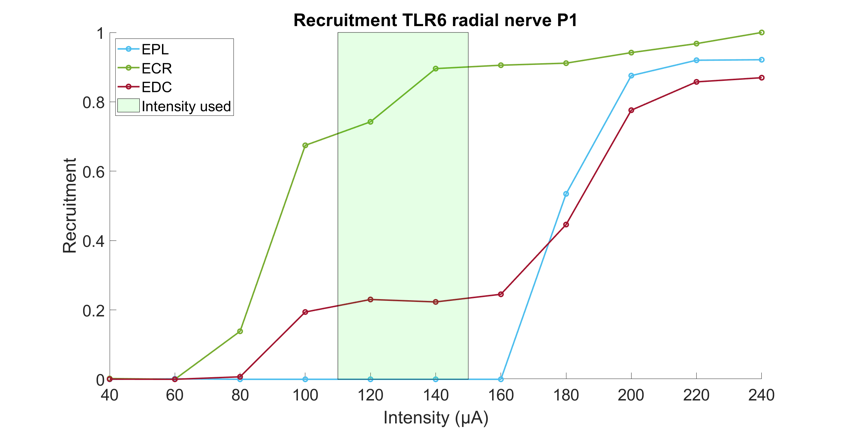 Recruitment TLR6 radial nerve P1
EPL
ECR
EDC
Intensity used
Recruitment
1
0.8
0.6
0.4
0.2
0
40 60 80 100 120 140 160 180 200 220 240
Intensity (μA)